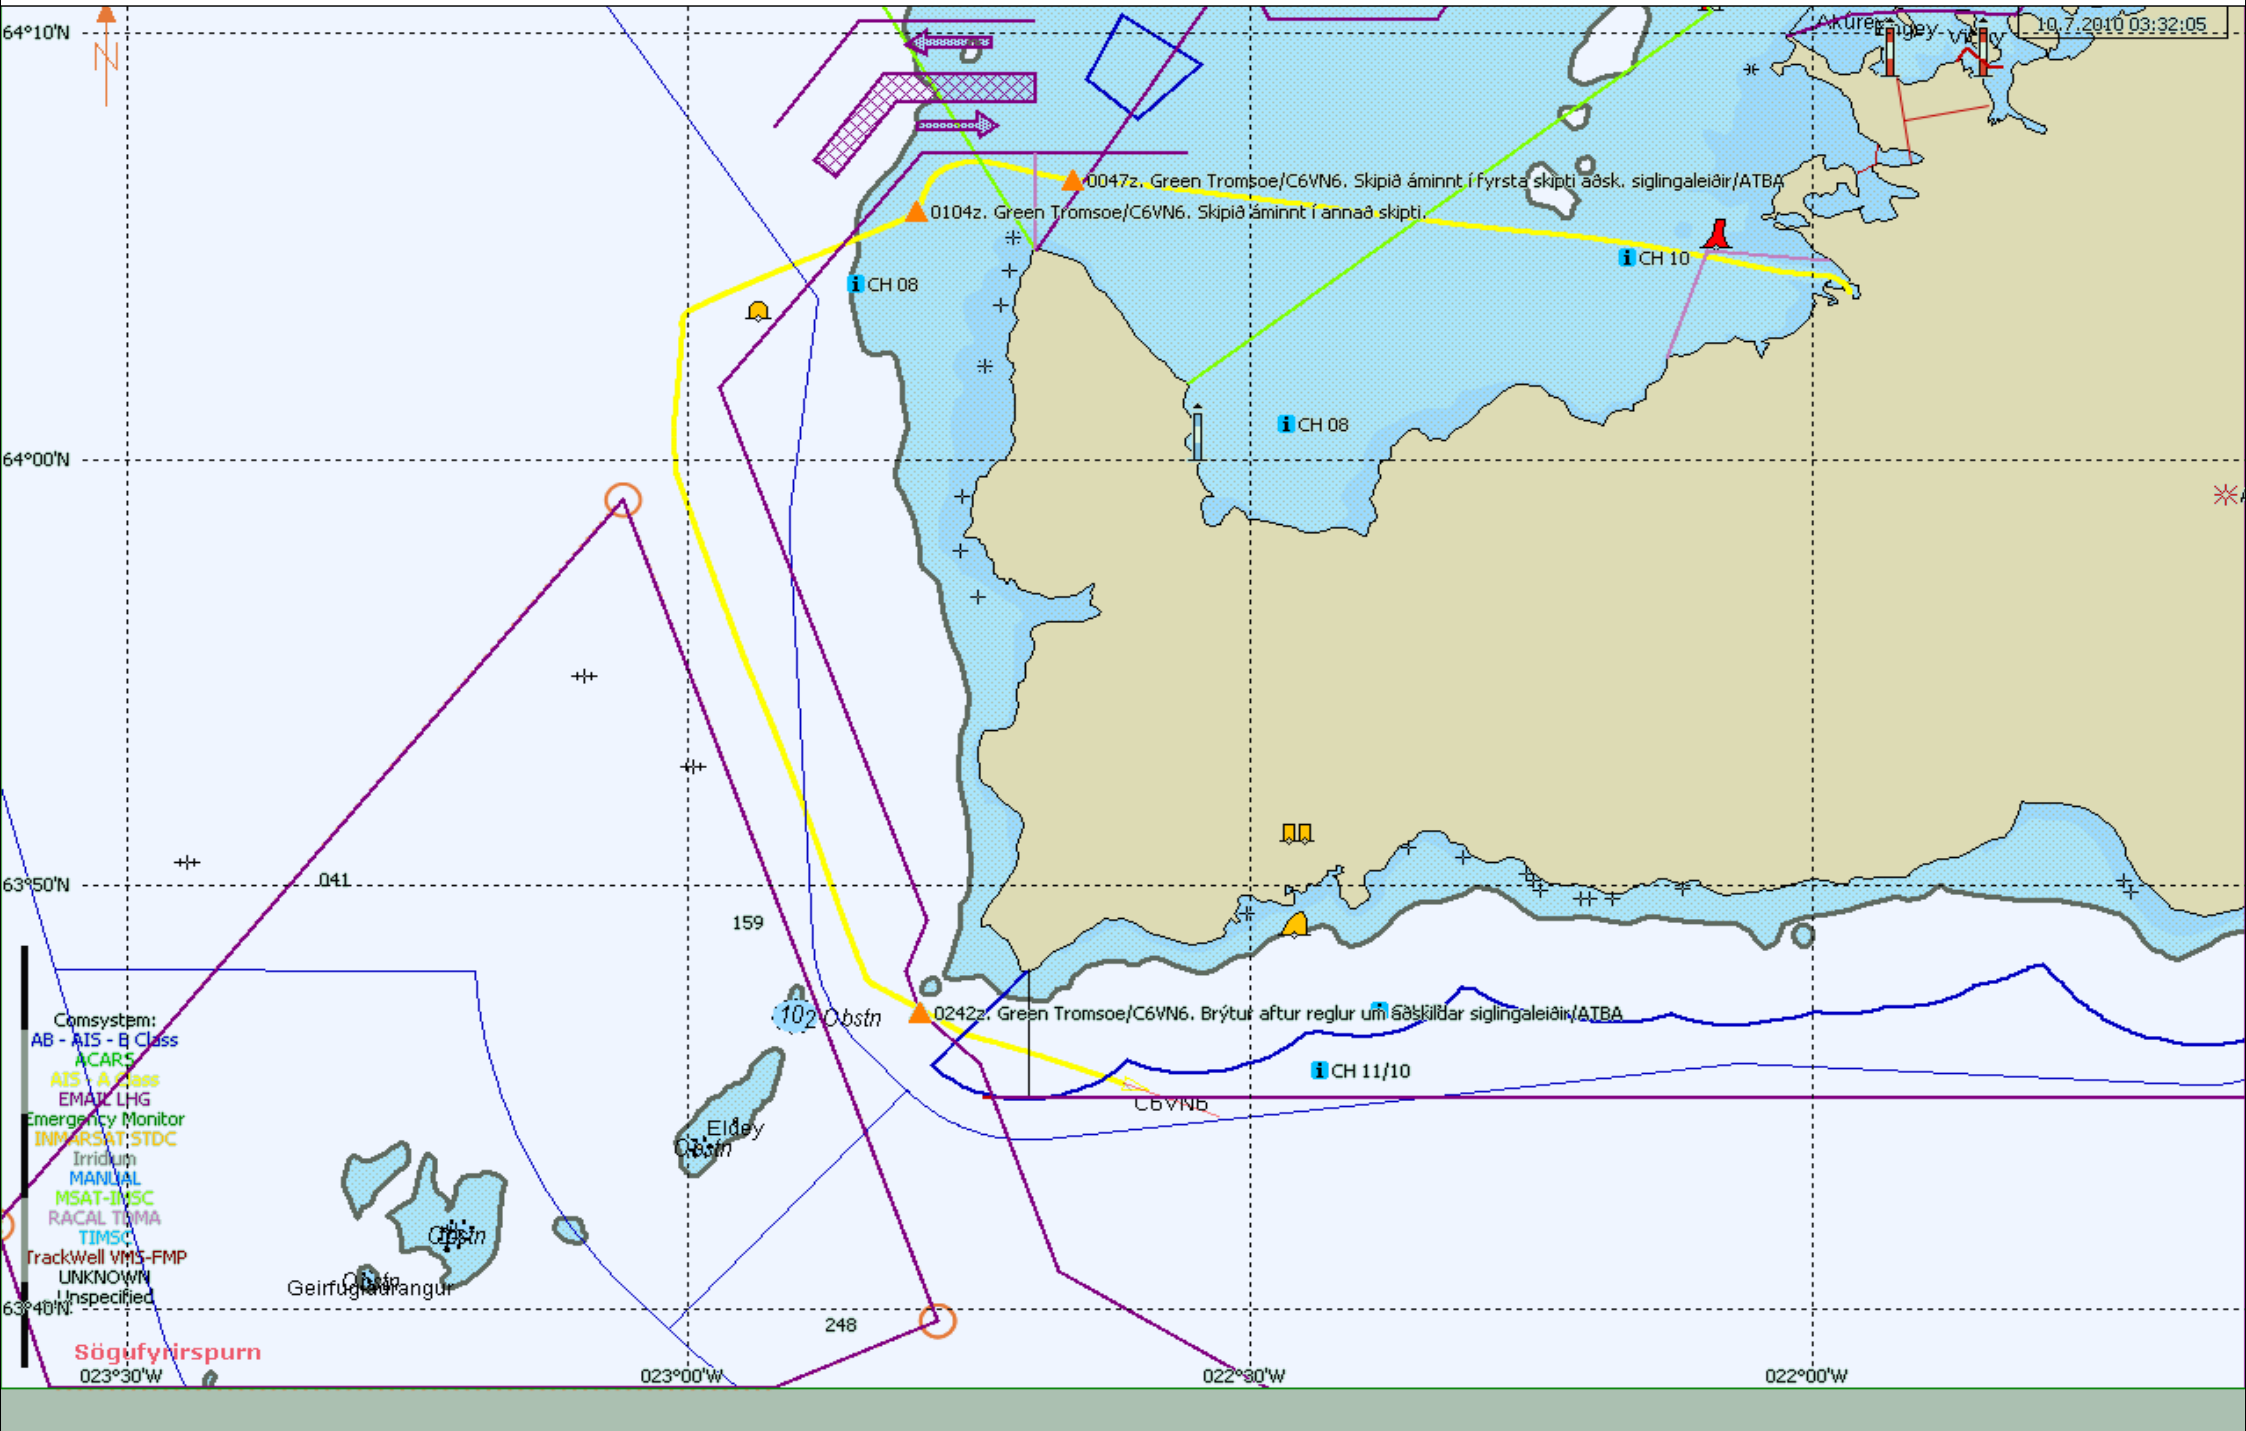 64°10'N
N
Engey
10.7.2010 03:32:05
0047z. Green Tromsoe/C6VN6. Skipið áminnt í fyrsta skipti aðsk. siglingaleiðir/ATBA
0104z. Green Tromsoe/C6VN6. Skipið áminnt í annað skipti.
CH 10
CH 08
CH 08
64°00'N
63°50'N
041
159
102 Obstn
0242z. Green Tromsoe/C6VN6. Brýtur aftur reglur um aðskildar siglingaleiðir/ATBA
CH 11/10
C6VN6
Comsystem:
AB - AIS - B Class
ACARS
AIS - A Class
EMAIL LHG
Emergency Monitor
INMARSAT STDC
Irridium
MANUAL
MSAT-IMSC
RACAL TDMA
TIMSC
TrackWell VMS-FMP
UNKNOWN
Unspecified
Eldey
Obstn
Obstn
Obstn
63°40'N
248
Sögufyrirspurn
023°30'W
023°00'W
022°30'W
022°00'W